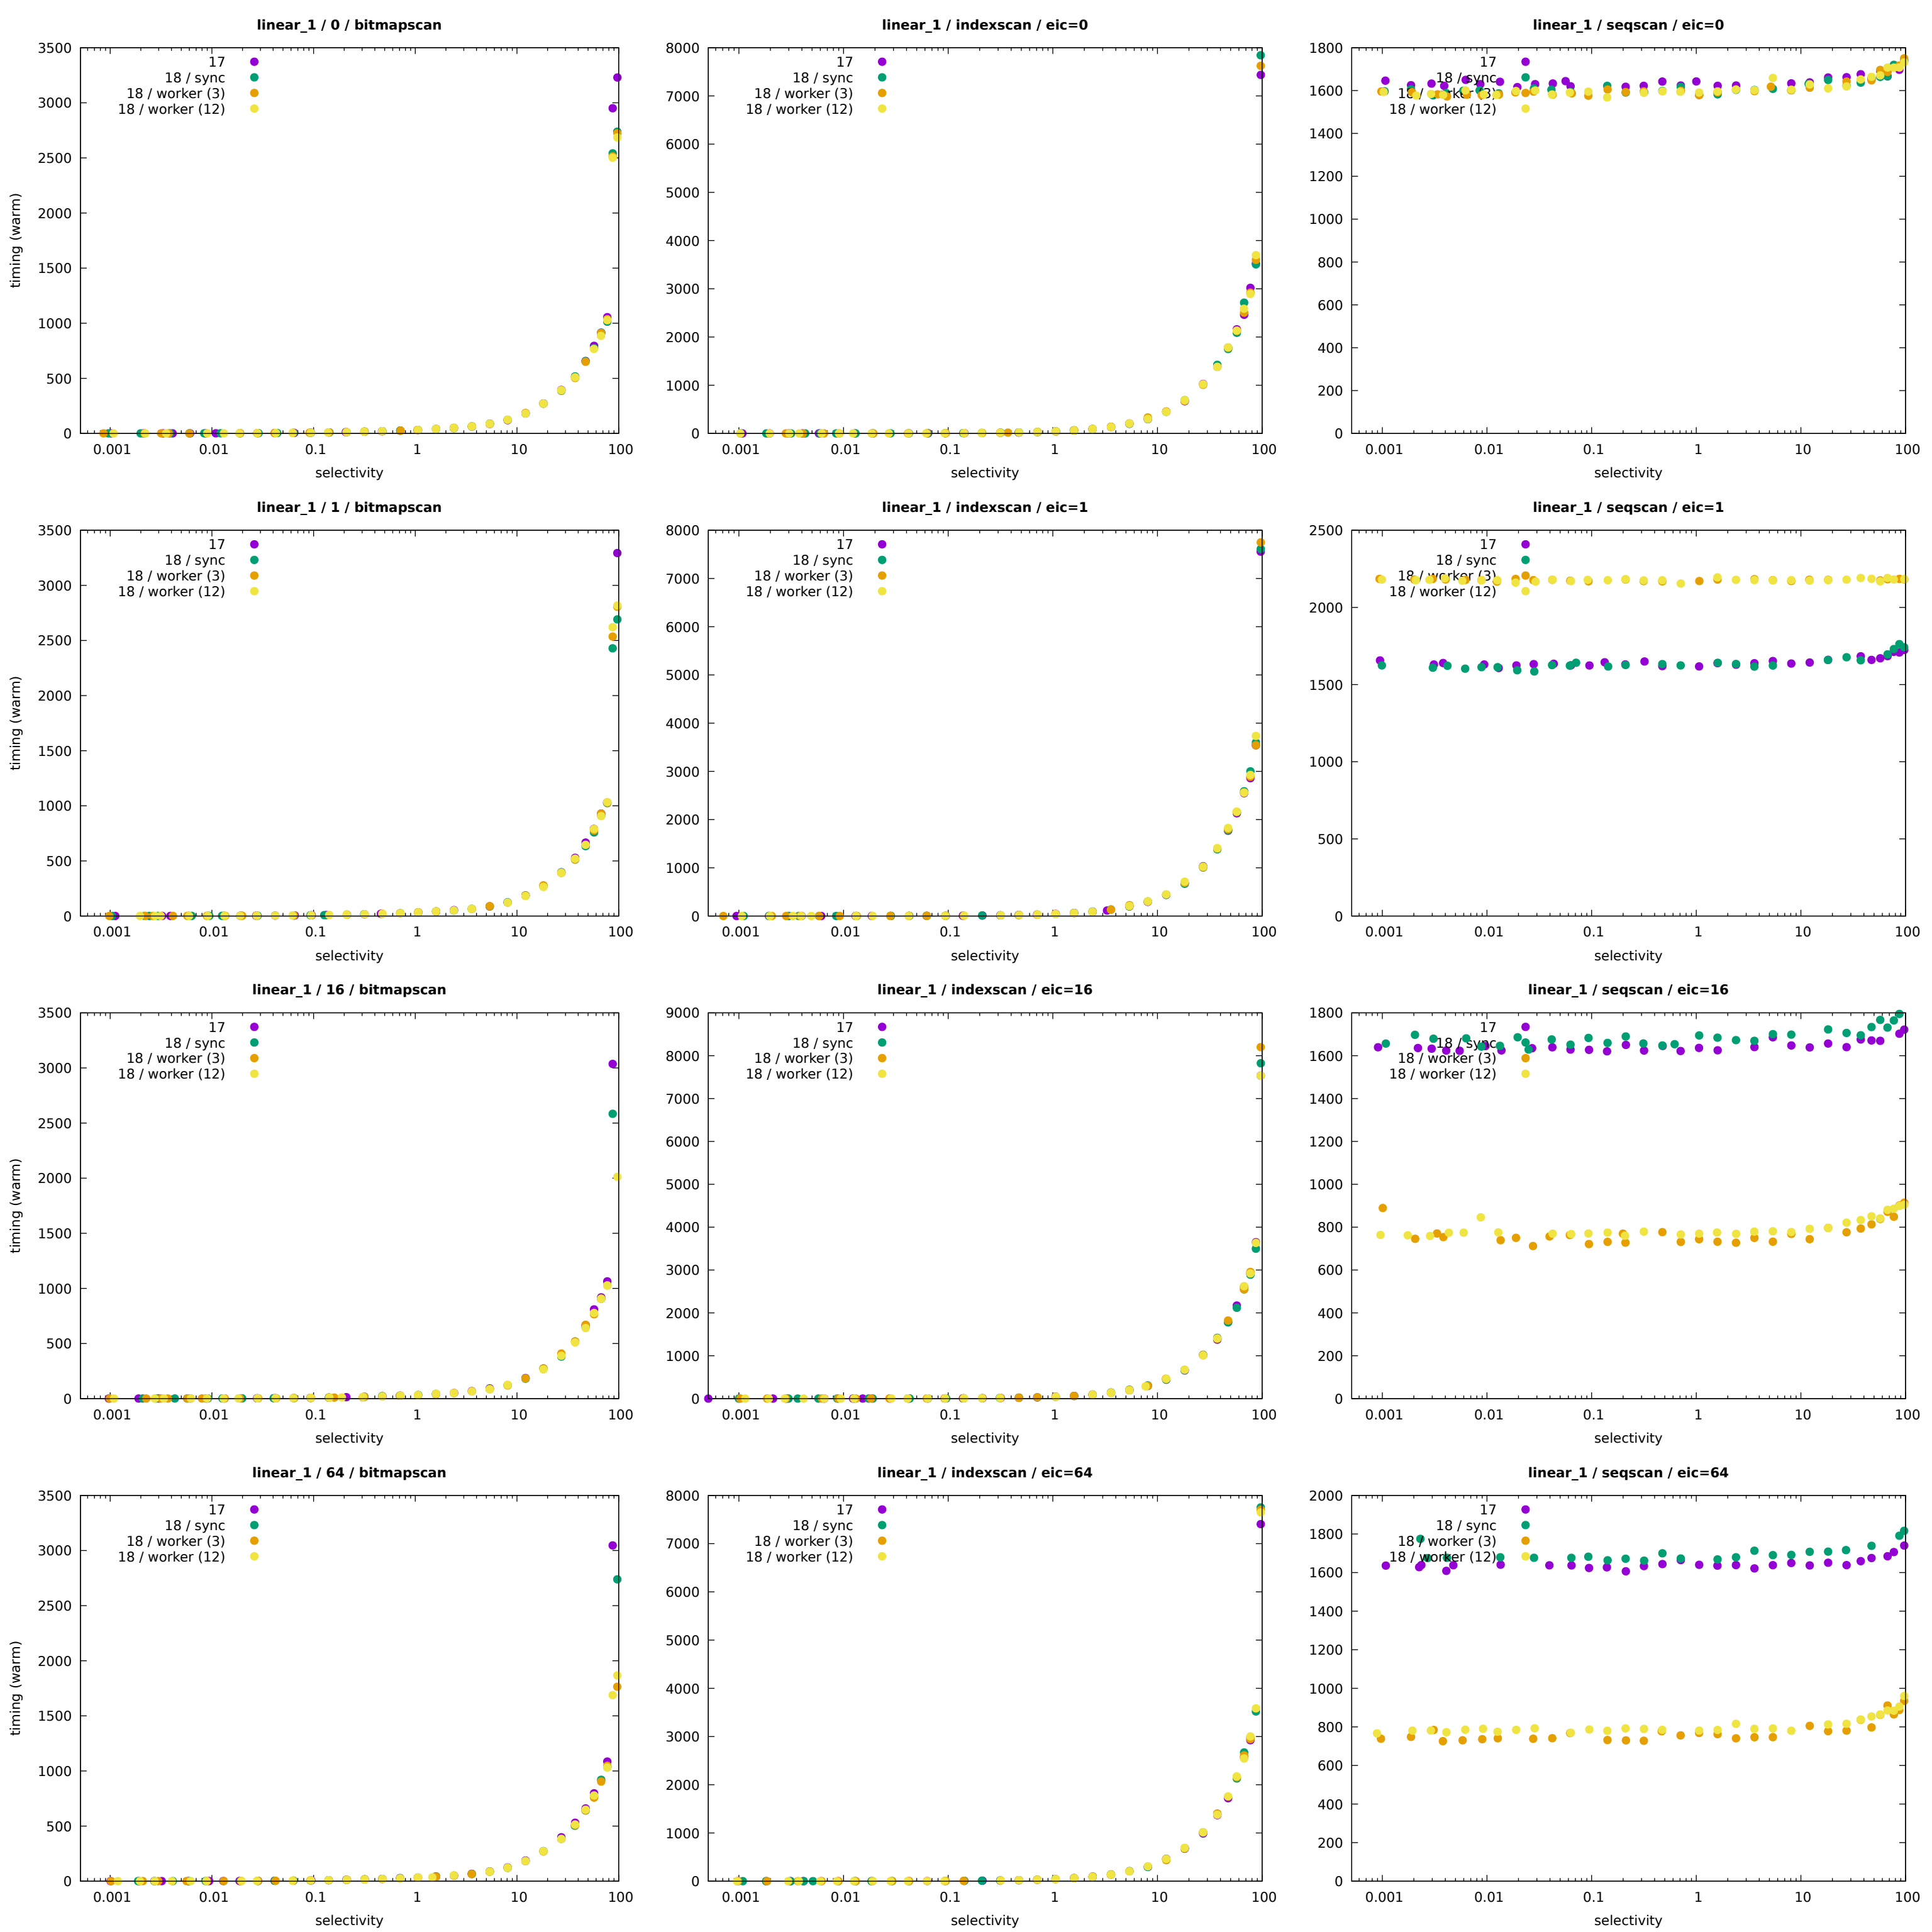 linear_1 / 0 / bitmapscan
3500
3000
2500
2000
1500
1000
500
0
timing (warm)
17
18 / sync
18 / worker (3)
18 / worker (12)
0.001 0.01 0.1 1 10 100
selectivity
linear_1 / indexscan / eic=0
8000
7000
6000
5000
4000
3000
2000
1000
0
17
18 / sync
18 / worker (3)
18 / worker (12)
0.001 0.01 0.1 1 10 100
selectivity
linear_1 / seqscan / eic=0
1800
1600
1400
1200
1000
800
600
400
200
0
17
18 / sync
18 / worker (3)
18 / worker (12)
0.001 0.01 0.1 1 10 100
selectivity
linear_1 / 1 / bitmapscan
3500
3000
2500
2000
1500
1000
500
0
timing (warm)
17
18 / sync
18 / worker (3)
18 / worker (12)
0.001 0.01 0.1 1 10 100
selectivity
linear_1 / indexscan / eic=1
8000
7000
6000
5000
4000
3000
2000
1000
0
17
18 / sync
18 / worker (3)
18 / worker (12)
0.001 0.01 0.1 1 10 100
selectivity
linear_1 / seqscan / eic=1
2500
2000
1500
1000
500
0
17
18 / sync
18 / worker (3)
18 / worker (12)
0.001 0.01 0.1 1 10 100
selectivity
linear_1 / 16 / bitmapscan
3500
3000
2500
2000
1500
1000
500
0
timing (warm)
17
18 / sync
18 / worker (3)
18 / worker (12)
0.001 0.01 0.1 1 10 100
selectivity
linear_1 / indexscan / eic=16
9000
8000
7000
6000
5000
4000
3000
2000
1000
0
17
18 / sync
18 / worker (3)
18 / worker (12)
0.001 0.01 0.1 1 10 100
selectivity
linear_1 / seqscan / eic=16
1800
1600
1400
1200
1000
800
600
400
200
0
17
18 / sync
18 / worker (3)
18 / worker (12)
0.001 0.01 0.1 1 10 100
selectivity
linear_1 / 64 / bitmapscan
3500
3000
2500
2000
1500
1000
500
0
timing (warm)
17
18 / sync
18 / worker (3)
18 / worker (12)
0.001 0.01 0.1 1 10 100
selectivity
linear_1 / indexscan / eic=64
8000
7000
6000
5000
4000
3000
2000
1000
0
17
18 / sync
18 / worker (3)
18 / worker (12)
0.001 0.01 0.1 1 10 100
selectivity
linear_1 / seqscan / eic=64
2000
1800
1600
1400
1200
1000
800
600
400
200
0
17
18 / sync
18 / worker (3)
18 / worker (12)
0.001 0.01 0.1 1 10 100
selectivity